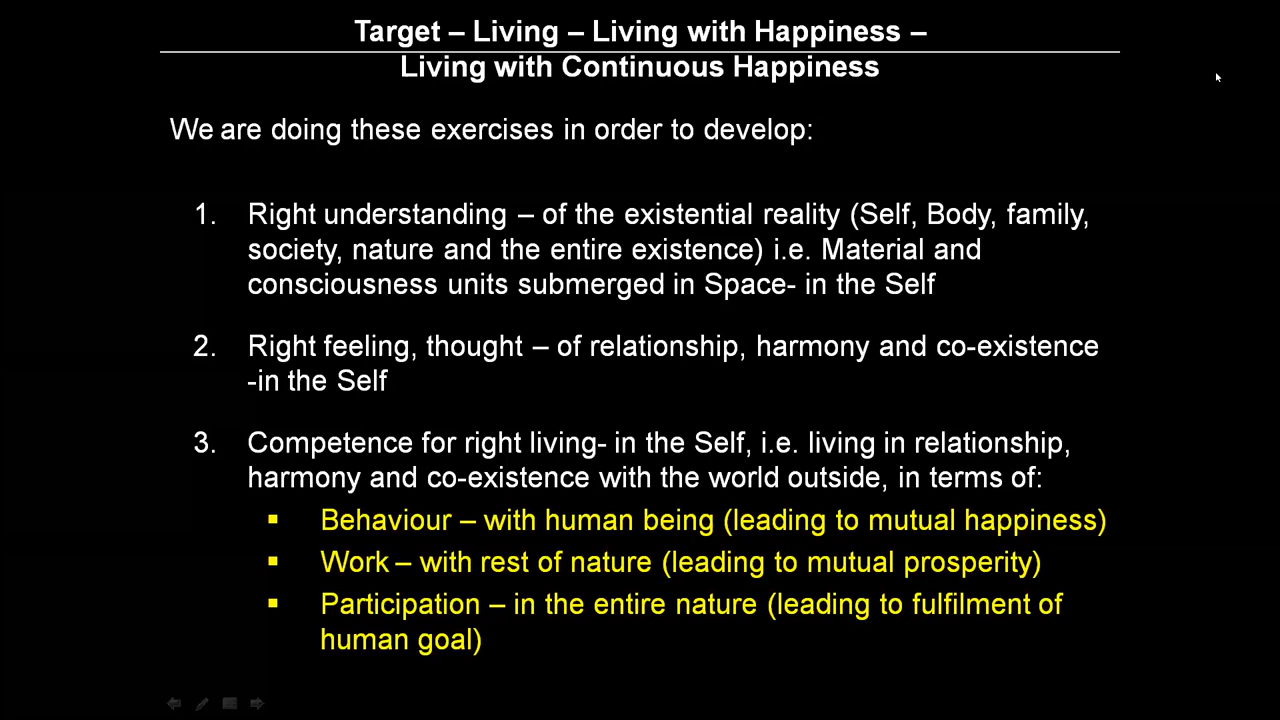 Target – Living – Living with Happiness –
Living with Continuous Happiness
We are doing these exercises in order to develop:
1. Right understanding – of the existential reality (Self, Body, family,
society, nature and the entire existence) i.e. Material and
consciousness units submerged in Space- in the Self
2. Right feeling, thought – of relationship, harmony and co-existence
-in the Self
3. Competence for right living- in the Self, i.e. living in relationship,
harmony and co-existence with the world outside, in terms of:
▪ Behaviour – with human being (leading to mutual happiness)
▪ Work – with rest of nature (leading to mutual prosperity)
▪ Participation – in the entire nature (leading to fulfilment of
human goal)